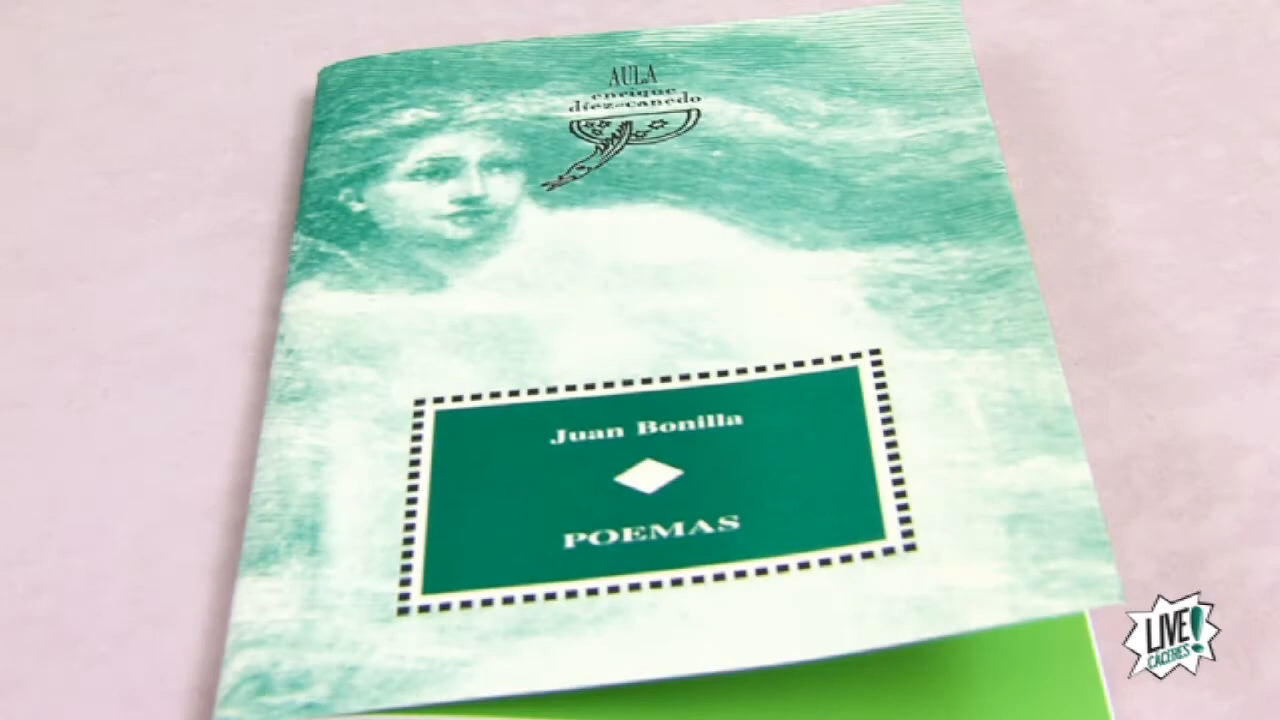 AULA
enrique
díez-canedo
Juan Bonilla
POEMAS
LIVE!
CÁCERES